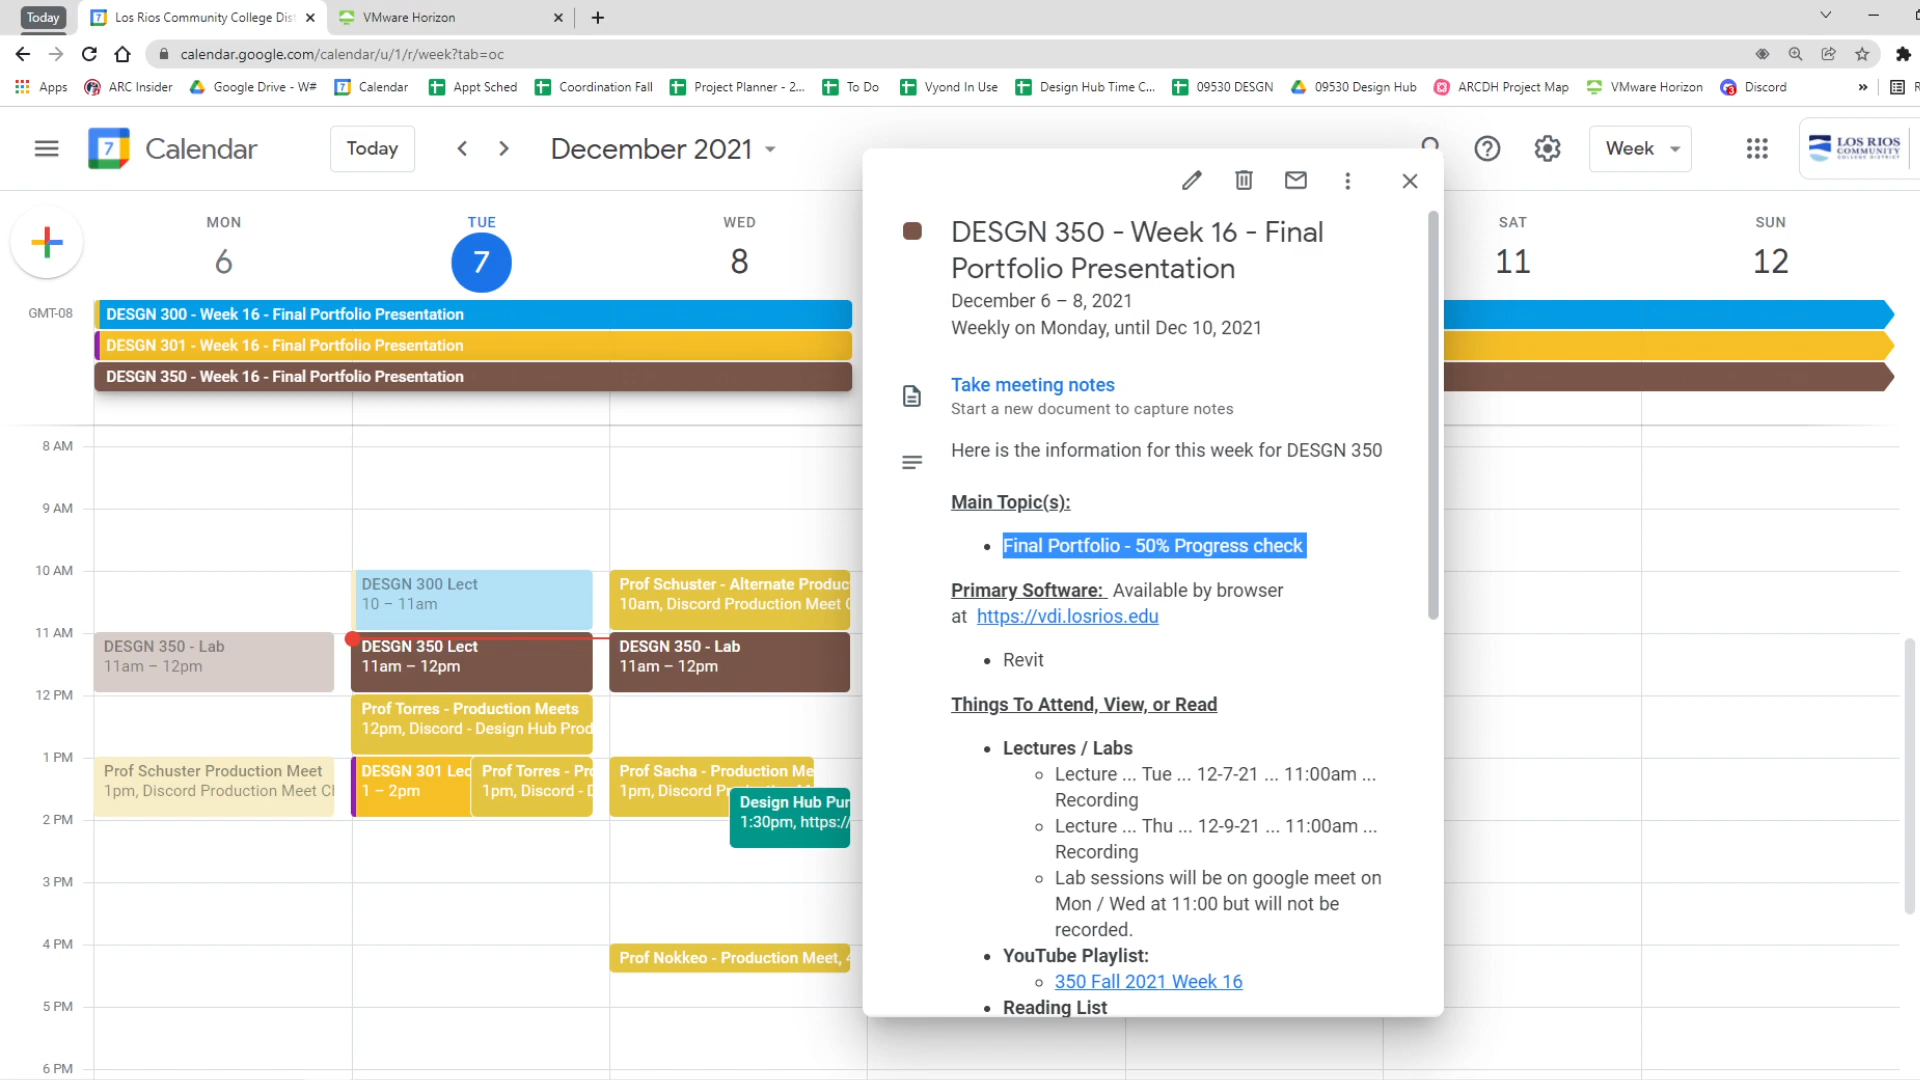 Today
Los Rios Community College Dis
VMware Horizon
calendar.google.com/calendar/u/1/r/week?tab=oc
Apps
ARC Insider
Google Drive - W#
Calendar
Appt Sched
Coordination Fall
Project Planner - 2...
To Do
Vyond In Use
Design Hub Time C...
09530 DESGN
09530 Design Hub
ARCDH Project Map
VMware Horizon
Discord
»
7
Calendar
Today
December 2021
Week
LOS RIOS
COMMUNITY
COLLEGE DISTRICT
MON
6
TUE
7
WED
8
SAT
11
SUN
12
GMT-08
DESGN 300 - Week 16 - Final Portfolio Presentation
DESGN 301 - Week 16 - Final Portfolio Presentation
DESGN 350 - Week 16 - Final Portfolio Presentation
8 AM
9 AM
10 AM
11 AM
12 PM
1 PM
2 PM
3 PM
4 PM
5 PM
6 PM
DESGN 350 - Lab
11am – 12pm
Prof Schuster Production Meet
1pm, Discord Production Meet Cl
DESGN 300 Lect
10 – 11am
DESGN 350 Lect
11am – 12pm
Prof Torres - Production Meets
12pm, Discord - Design Hub Prod
DESGN 301 Lec
1 – 2pm
Prof Torres - Pro
1pm, Discord - D
Prof Schuster - Alternate Produc
10am, Discord Production Meet C
DESGN 350 - Lab
11am – 12pm
Prof Sacha - Production Me
1pm, Discord Pr
Design Hub Pur
1:30pm, https://
Prof Nokkeo - Production Meet, 4
DESGN 350 - Week 16 - Final
Portfolio Presentation
December 6 – 8, 2021
Weekly on Monday, until Dec 10, 2021
Take meeting notes
Start a new document to capture notes
Here is the information for this week for DESGN 350
Main Topic(s):
Final Portfolio - 50% Progress check
Primary Software: Available by browser
at https://vdi.losrios.edu
Revit
Things To Attend, View, or Read
Lectures / Labs
Lecture ... Tue ... 12-7-21 ... 11:00am ...
Recording
Lecture ... Thu ... 12-9-21 ... 11:00am ...
Recording
Lab sessions will be on google meet on
Mon / Wed at 11:00 but will not be
recorded.
YouTube Playlist:
350 Fall 2021 Week 16
Reading List